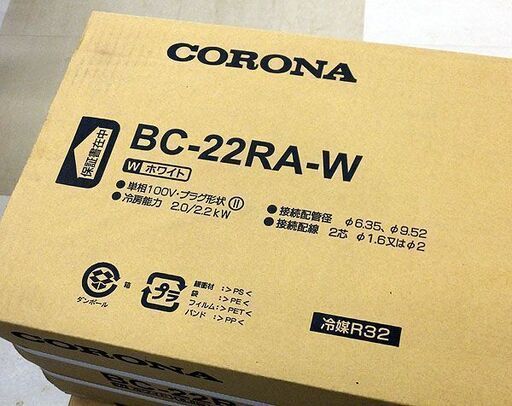 CORONA
保証書在中
BC-22RA-W
W ホワイト
●単相100V・プラグ形状
●冷房能力 2.0/2.2kW
●接続配管径 φ6.35、φ9.52
●接続配線 2芯 φ1.6又はφ2
ダンボール
箱
プラ
緩衝材 :>PS<
袋 :>PE<
フィルム:>PET<
バンド :>PP<
冷媒R32
CORONA
BC-22R